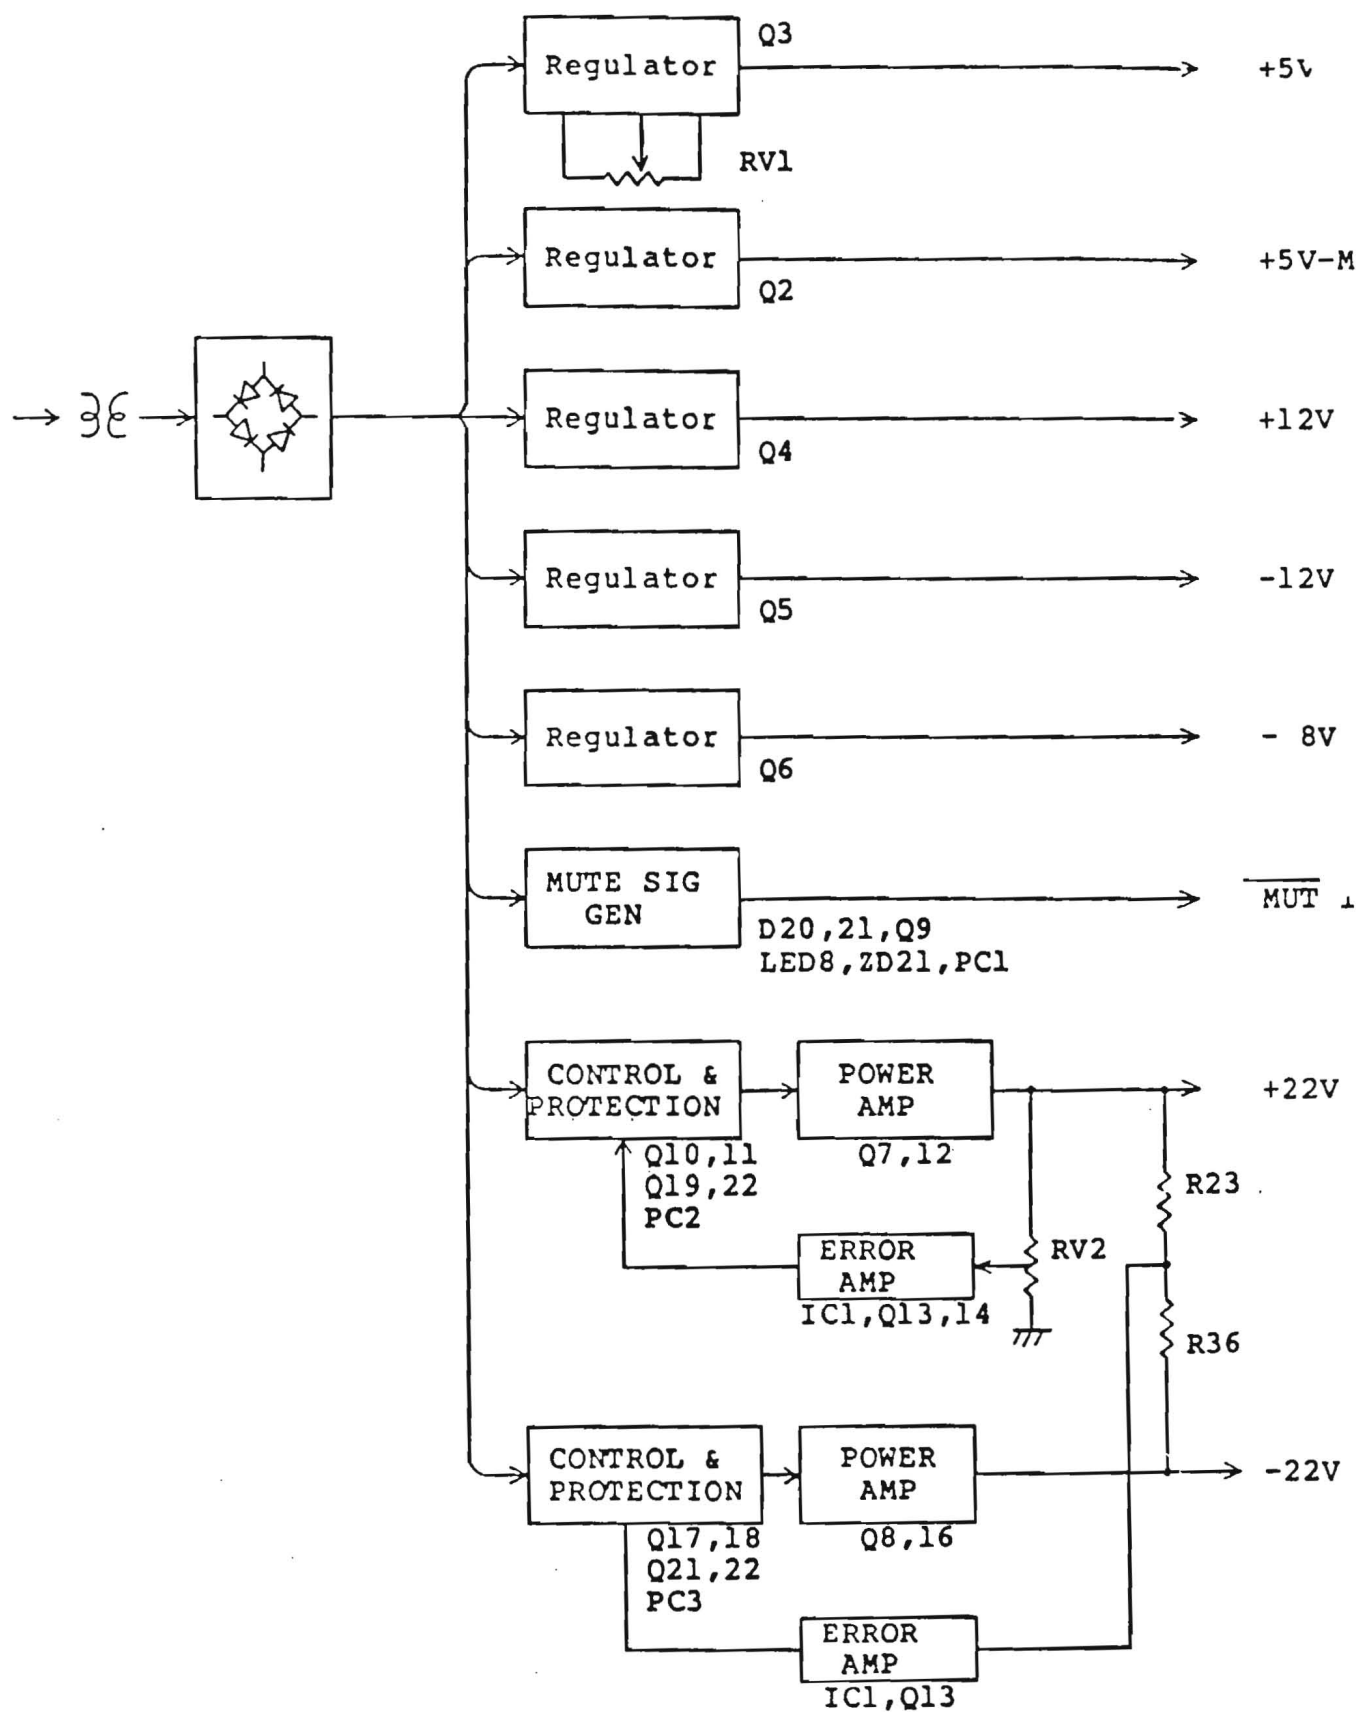 Q3
Regulator
+5V
RV1
Regulator
+5V-M
Q2
Regulator
+12V
Q4
Regulator
-12V
Q5
Regulator
- 8V
Q6
MUTE SIG
GEN
D20,21,Q9
LED8,ZD21,PC1
CONTROL &
PROTECTION
POWER
AMP
+22V
Q10,11
Q19,22
PC2
Q7,12
R23
ERROR
AMP
RV2
IC1,Q13,14
R36
CONTROL &
PROTECTION
POWER
AMP
-22V
Q17,18
Q21,22
PC3
Q8,16
ERROR
AMP
IC1,Q13